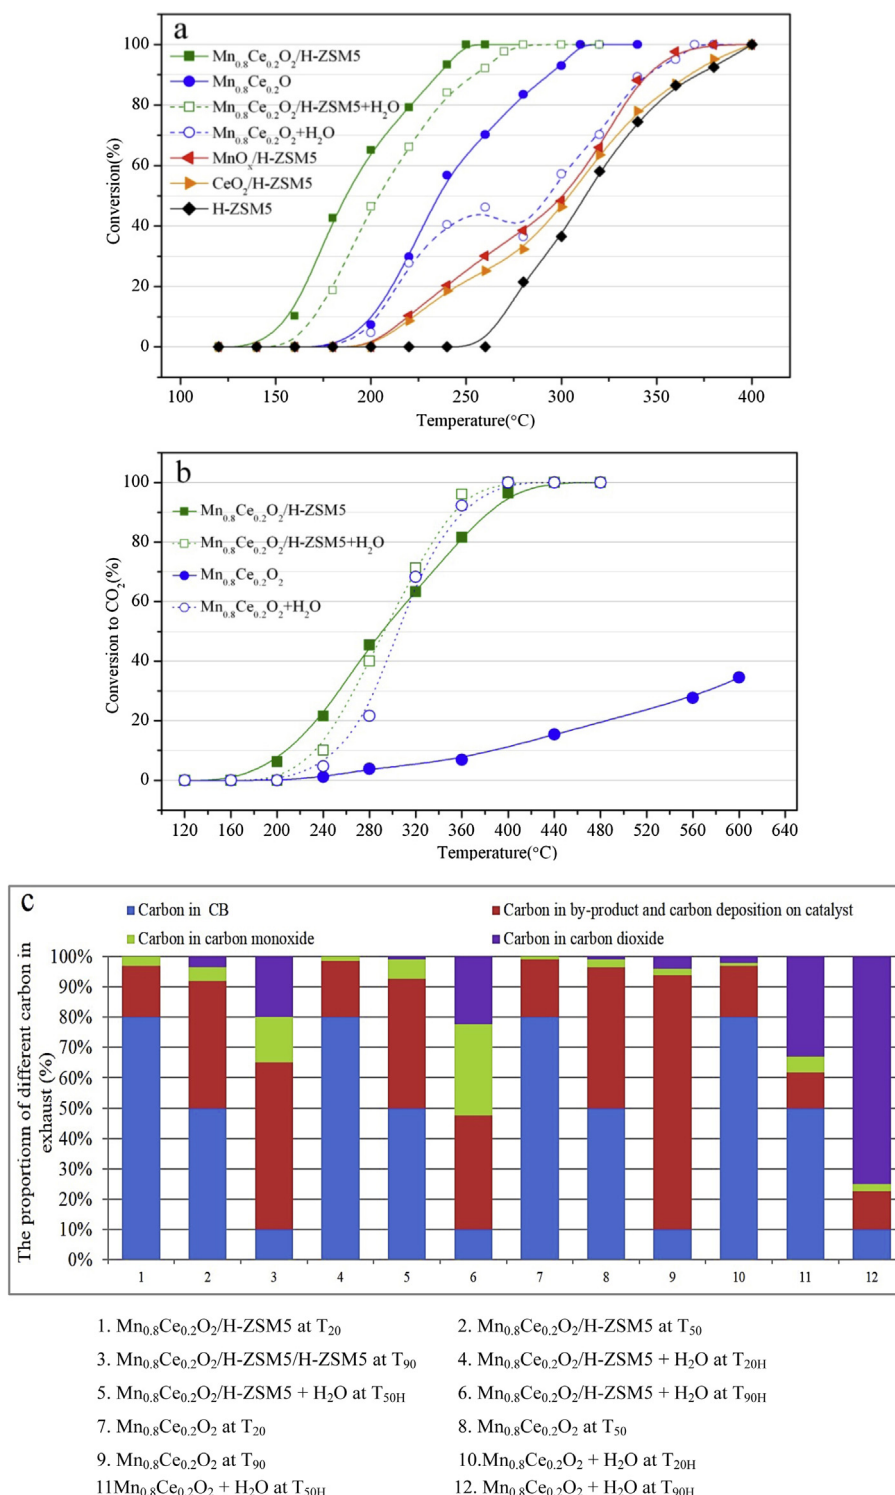 a
Mn0.8Ce0.2O2/H-ZSM5
Mn0.8Ce0.2O
Mn0.8Ce0.2O2/H-ZSM5+H2O
Mn0.8Ce0.2O2+H2O
MnOx/H-ZSM5
CeO2/H-ZSM5
H-ZSM5
Conversion(%)
100
80
60
40
20
0
100 150 200 250 300 350 400
Temperature(°C)
b
Mn0.8Ce0.2O2/H-ZSM5
Mn0.8Ce0.2O2/H-ZSM5+H2O
Mn0.8Ce0.2O2
Mn0.8Ce0.2O2+H2O
Conversion to CO2(%)
100
80
60
40
20
0
120 160 200 240 280 320 360 400 440 480 520 560 600 640
Temperature(°C)
c
Carbon in CB
Carbon in by-product and carbon deposition on catalyst
Carbon in carbon monoxide
Carbon in carbon dioxide
The proportionn of different carbon in
exhaust (%)
100%
90%
80%
70%
60%
50%
40%
30%
20%
10%
0%
1 2 3 4 5 6 7 8 9 10 11 12
1. Mn0.8Ce0.2O2/H-ZSM5 at T20
2. Mn0.8Ce0.2O2/H-ZSM5 at T50
3. Mn0.8Ce0.2O2/H-ZSM5/H-ZSM5 at T90
4. Mn0.8Ce0.2O2/H-ZSM5 + H2O at T20H
5. Mn0.8Ce0.2O2/H-ZSM5 + H2O at T50H
6. Mn0.8Ce0.2O2/H-ZSM5 + H2O at T90H
7. Mn0.8Ce0.2O2 at T20
8. Mn0.8Ce0.2O2 at T50
9. Mn0.8Ce0.2O2 at T90
10.Mn0.8Ce0.2O2 + H2O at T20H
11Mn0.8Ce0.2O2 + H2O at T50H
12. Mn0.8Ce0.2O2 + H2O at T90H